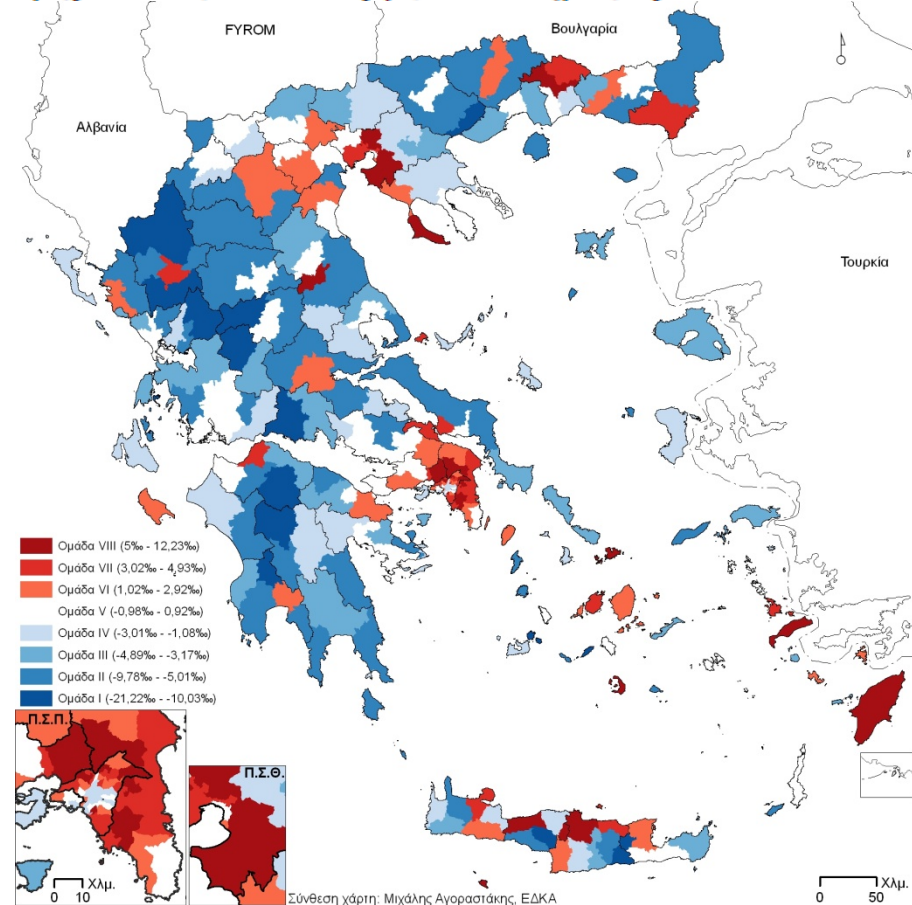 FYROM
Βουλγαρία
Αλβανία
Άγιο Όρος
Τουρκία
Ομάδα VIII (5‰ - 12,23‰)
Ομάδα VII (3,02‰ - 4,93‰)
Ομάδα VI (1,02‰ - 2,92‰)
Ομάδα V (-0,98‰ - 0,92‰)
Ομάδα IV (-3,01‰ - -1,08‰)
Ομάδα III (-4,89‰ - -3,17‰)
Ομάδα II (-9,78‰ - -5,01‰)
Ομάδα I (-21,22‰ - -10,03‰)
Π.Σ.Π.
Π.Σ.Θ.
0 10 Χλμ.
Σύνθεση χάρτη: Μιχάλης Αγοραστάκης, ΕΔΚΑ
0 50 Χλμ.